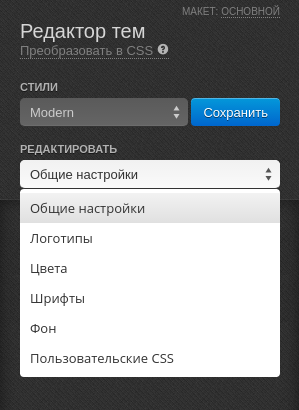 МАКЕТ: ОСНОВНОЙ
Редактор тем
Преобразовать в CSS
СТИЛИ
Modern
Сохранить
РЕДАКТИРОВАТЬ
Общие настройки
Общие настройки
Логотипы
Цвета
Шрифты
Фон
Пользовательские CSS